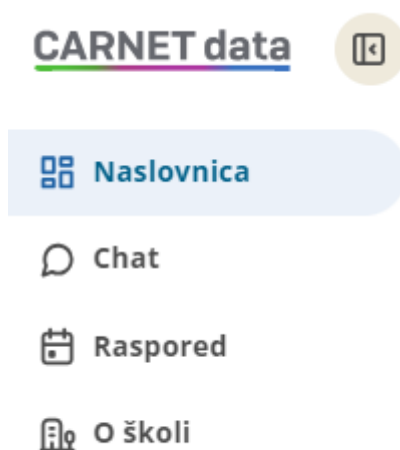 CARNET data
Naslovnica
Chat
Raspored
O školi